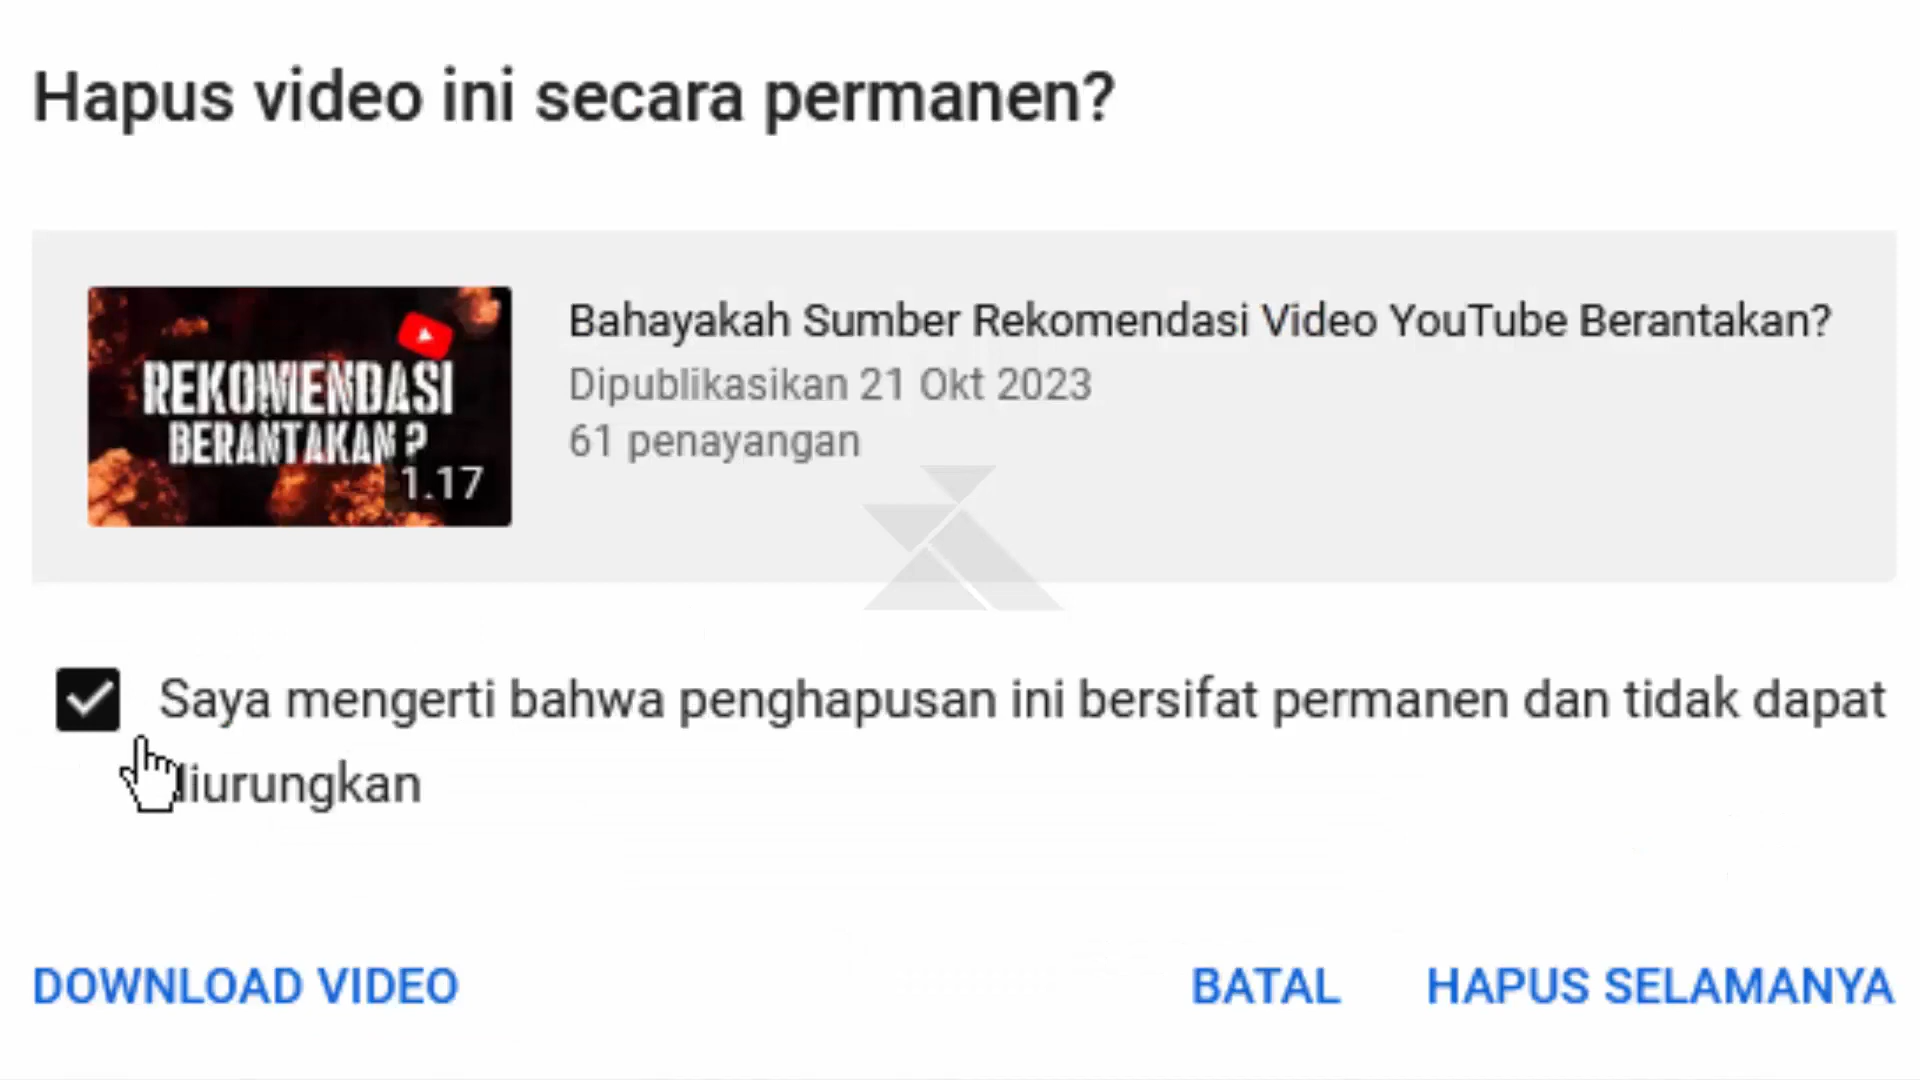 Hapus video ini secara permanen?
REKOMENDASI
BERANTAKAN?
1.17
Bahayakah Sumber Rekomendasi Video YouTube Berantakan?
Dipublikasikan 21 Okt 2023
61 penayangan
Saya mengerti bahwa penghapusan ini bersifat permanen dan tidak dapat
diurungkan
DOWNLOAD VIDEO
BATAL
HAPUS SELAMANYA